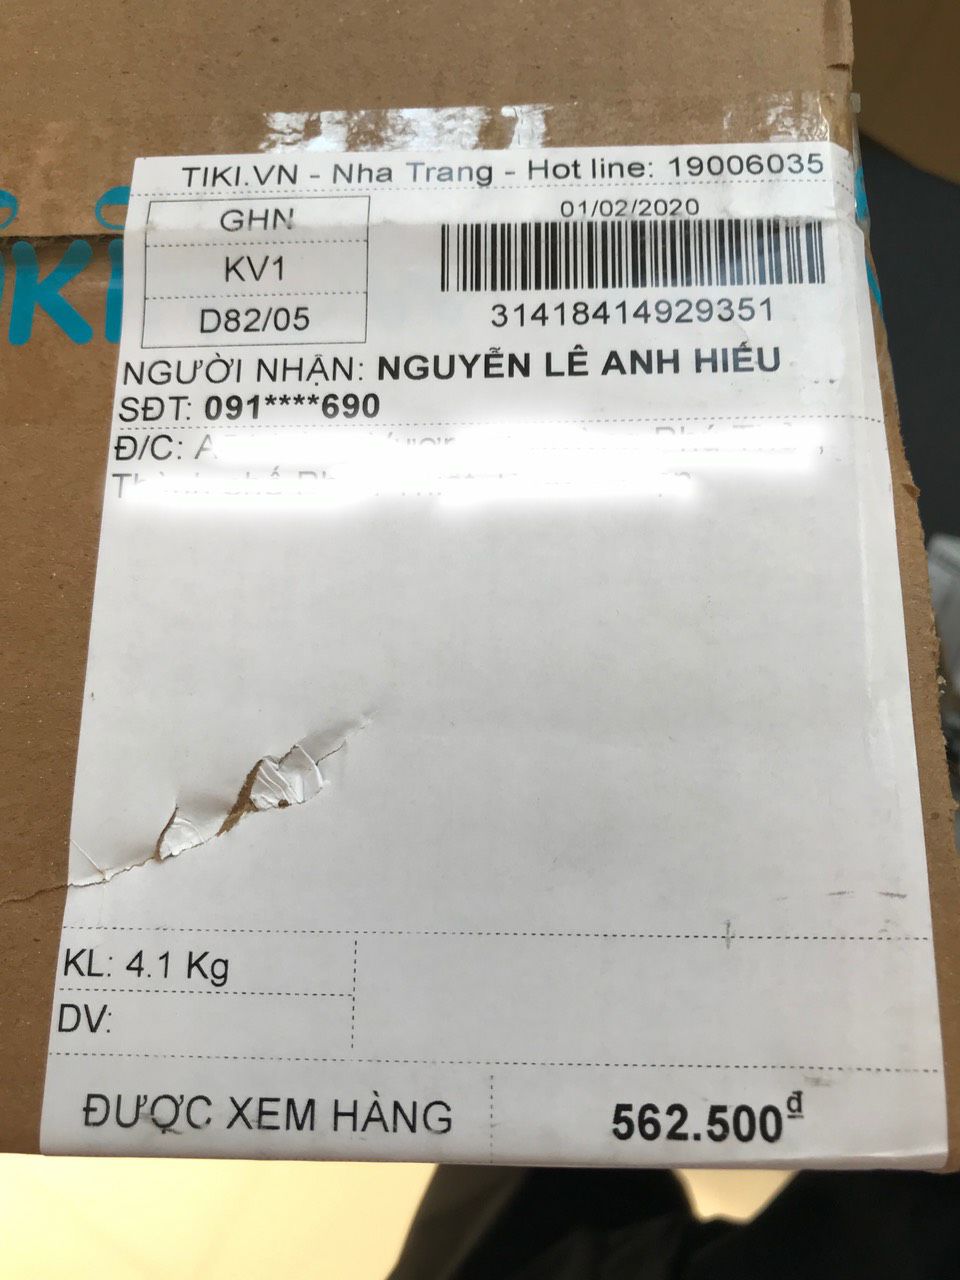 TIKI.VN - Nha Trang - Hot line: 19006035
GHN
KV1
D82/05
01/02/2020
31418414929351
NGƯỜI NHẬN: NGUYỄN LÊ ANH HIẾU
SĐT: 091****690
Đ/C:
KL: 4.1 Kg
DV:
ĐƯỢC XEM HÀNG
562.500đ